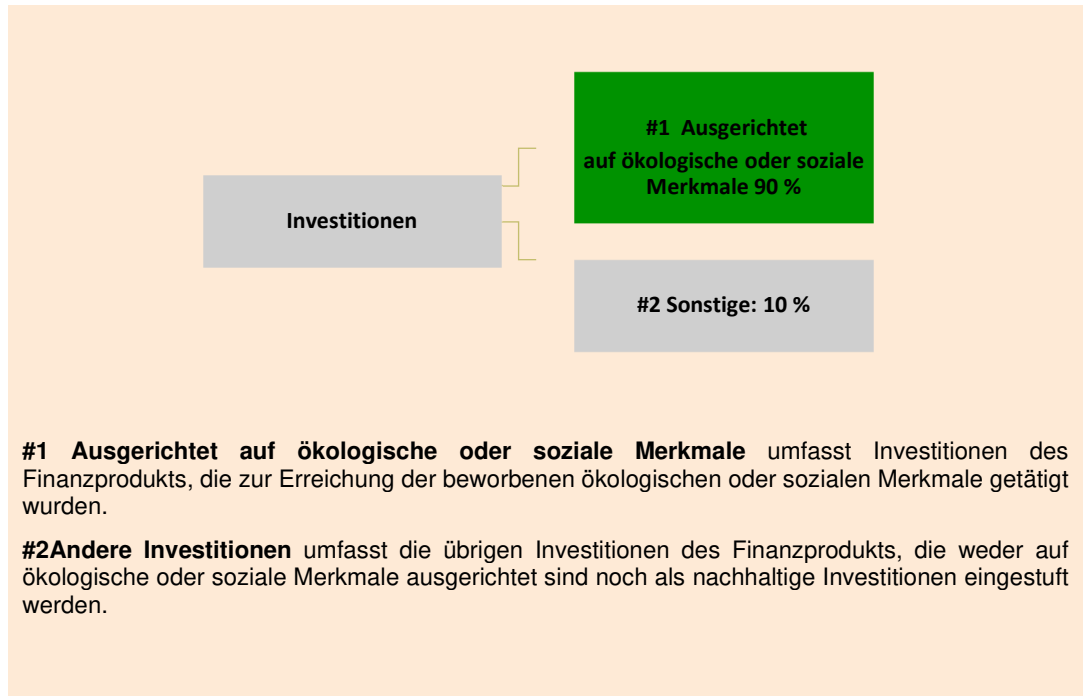 #1 Ausgerichtet
auf ökologische oder soziale
Merkmale 90 %
Investitionen
#2 Sonstige: 10 %
#1 Ausgerichtet auf ökologische oder soziale Merkmale umfasst Investitionen des
Finanzprodukts, die zur Erreichung der beworbenen ökologischen oder sozialen Merkmale getätigt
wurden.
#2Andere Investitionen umfasst die übrigen Investitionen des Finanzprodukts, die weder auf
ökologische oder soziale Merkmale ausgerichtet sind noch als nachhaltige Investitionen eingestuft
werden.